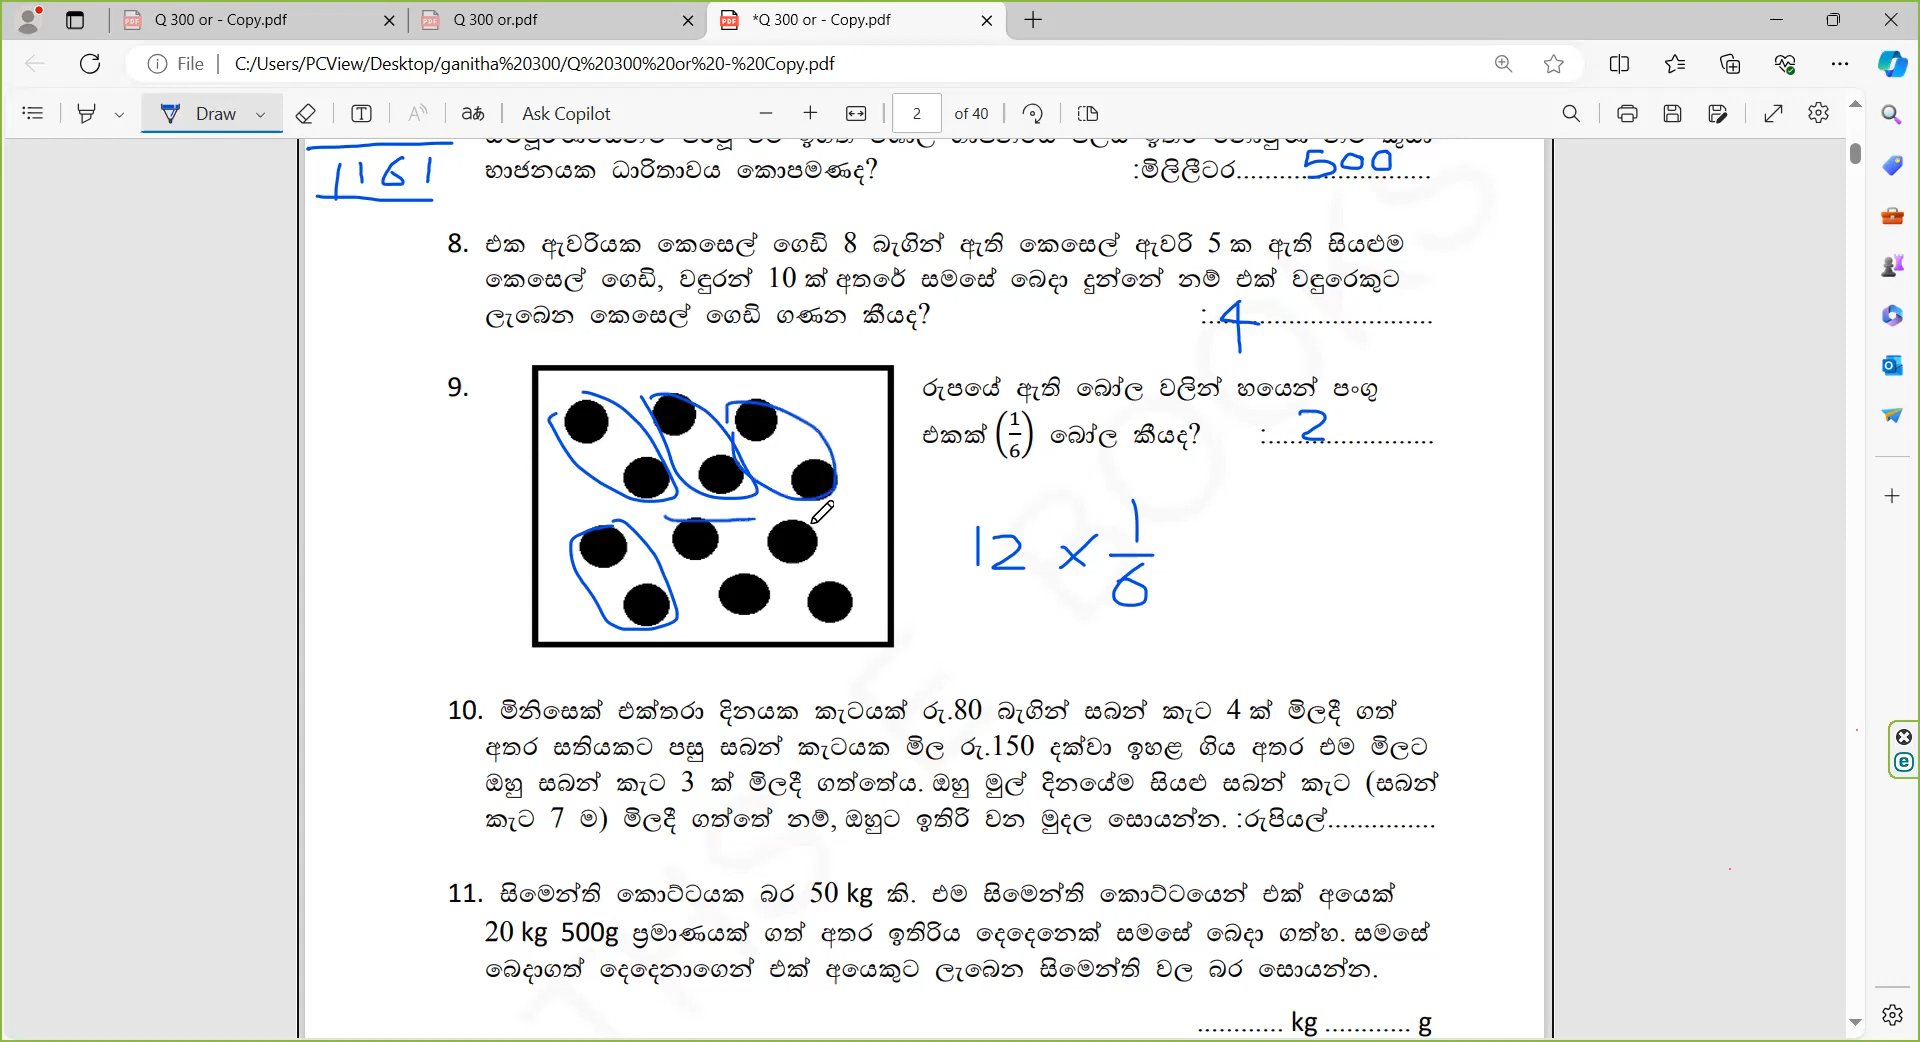 Q 300 or - Copy.pdf
Q 300 or.pdf
*Q 300 or - Copy.pdf
File
C:/Users/PCView/Desktop/ganitha%20300/Q%20300%20or%20-%20Copy.pdf
Draw
Ask Copilot
2 of 40
1161
භාජනයක ධාරිතාවය කොපමණද? :මිලිලීටර...500...
8. එක ඇවරියක කෙසෙල් ගෙඩි 8 බැගින් ඇති කෙසෙල් ඇවරි 5 ක ඇති සියළුම
කෙසෙල් ගෙඩි, වඳුරන් 10 ක් අතරේ සමසේ බෙදා දුන්නේ නම් එක් වඳුරෙකුට
ලැබෙන කෙසෙල් ගෙඩි ගණන කීයද? :..4..............
9. රුපයේ ඇති බෝල වලින් හයෙන් පංගු
එකක් (1/6) බෝල කීයද? :....2............
12 × 1/6
10. මිනිසෙක් එක්තරා දිනයක කැටයක් රු.80 බැගින් සබන් කැට 4 ක් මිලදී ගත්
අතර සතියකට පසු සබන් කැටයක මිල රු.150 දක්වා ඉහළ ගිය අතර එම මිලට
ඔහු සබන් කැට 3 ක් මිලදී ගත්තේය. ඔහු මුල් දිනයේම සියළු සබන් කැට (සබන්
කැට 7 ම) මිලදී ගත්තේ නම්, ඔහුට ඉතිරි වන මුදල සොයන්න. :රුපියල්...............
11. සිමෙන්ති කොට්ටයක බර 50 kg කි. එම සිමෙන්ති කොට්ටයෙන් එක් අයෙක්
20 kg 500g ප්‍රමාණයක් ගත් අතර ඉතිරිය දෙදෙනෙක් සමසේ බෙදා ගත්හ. සමසේ
බෙදාගත් දෙදෙනාගෙන් එක් අයෙකුට ලැබෙන සිමෙන්ති වල බර සොයන්න.
............ kg ............ g